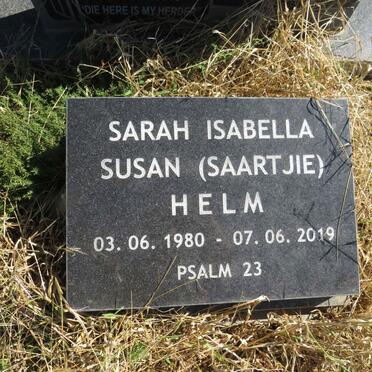 'DIE HERE IS MY HERDER'
SARAH ISABELLA
SUSAN (SAARTJIE)
HELM
03. 06. 1980 - 07. 06. 2019
PSALM 23